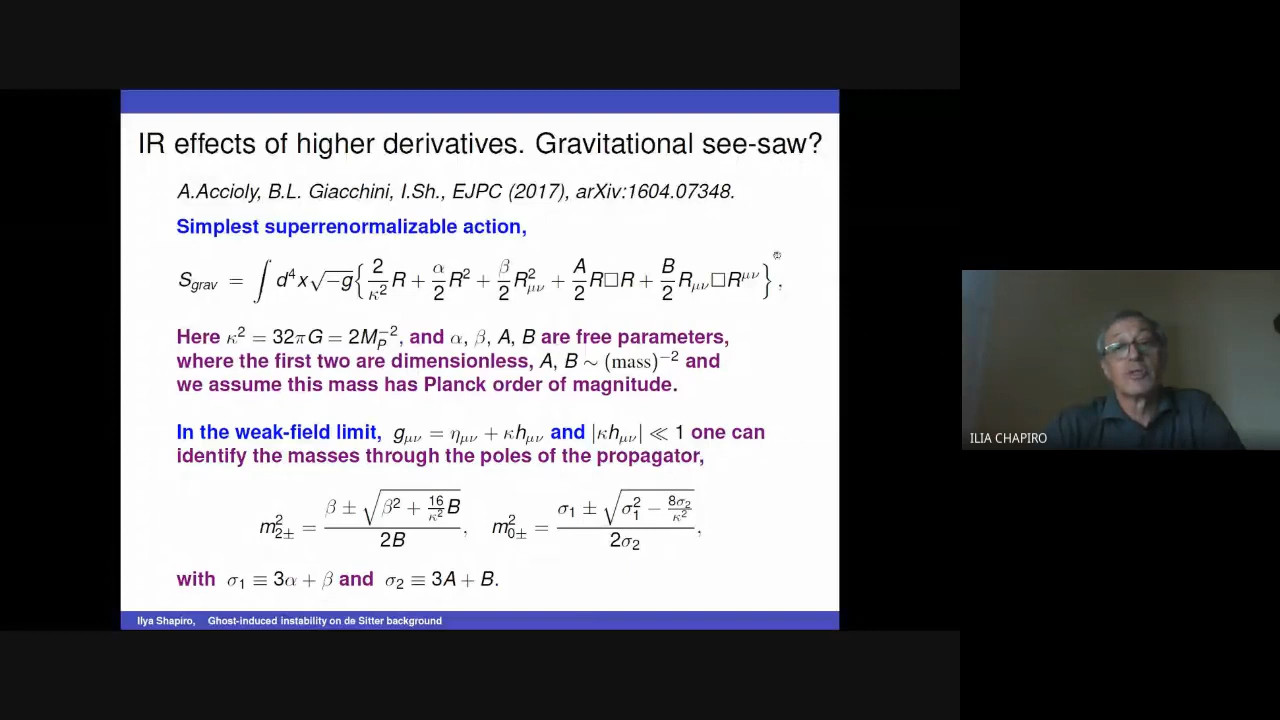 IR effects of higher derivatives. Gravitational see-saw?
A.Accioly, B.L. Giacchini, I.Sh., EJPC (2017), arXiv:1604.07348.
Simplest superrenormalizable action,
S_grav = ∫ d⁴x√−g{ 2/κ² R + α/2 R² + β/2 R²_μν + A/2 R□R + B/2 R_μν□R^μν },
Here κ² = 32πG = 2M_P^−2, and α, β, A, B are free parameters,
where the first two are dimensionless, A, B ∼ (mass)^−2 and
we assume this mass has Planck order of magnitude.
In the weak-field limit, g_μν = η_μν + κh_μν and |κh_μν| ≪ 1 one can
identify the masses through the poles of the propagator,
m²_2± = (β ± √(β² + 16/κ² B)) / 2B, m²_0± = (σ₁ ± √(σ₁² − 8σ₂/κ²)) / 2σ₂,
with σ₁ ≡ 3α + β and σ₂ ≡ 3A + B.
Ilya Shapiro, Ghost-induced instability on de Sitter background
ILIA CHAPIRO